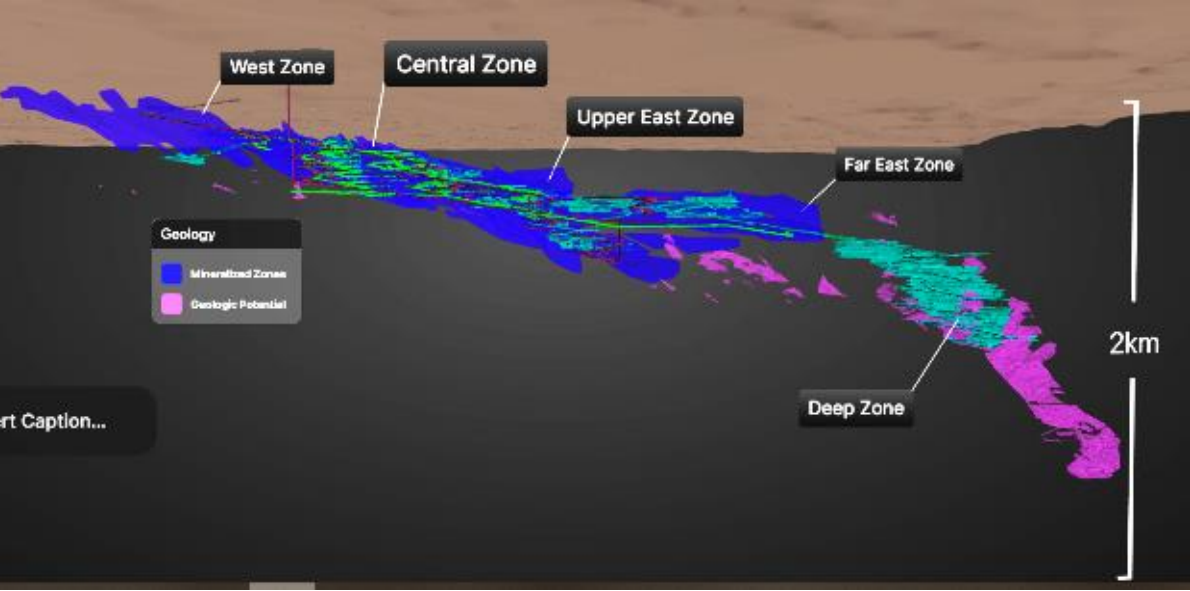 West Zone
Central Zone
Upper East Zone
Far East Zone
Geology
Mineralized Zones
Geologic Potential
2km
rt Caption...
Deep Zone